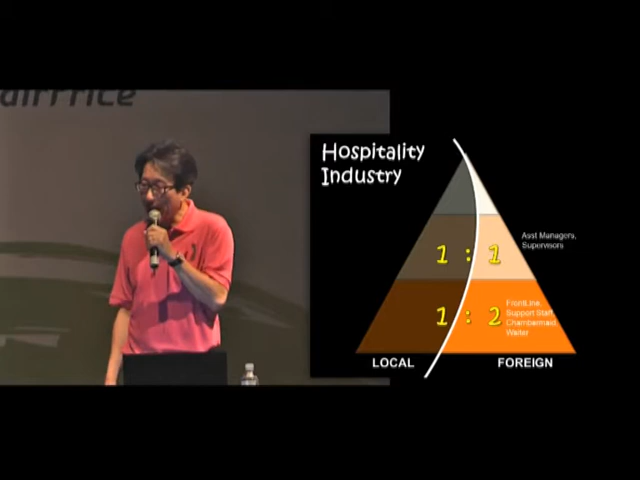 airPrice
Hospitality
Industry
1 : 1
Asst Managers,
Supervisors
1 : 2
FrontLine,
Support Staff,
Chambermaid
Waiter
LOCAL
FOREIGN